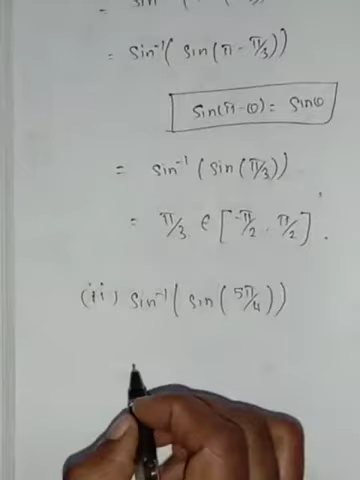 = sin⁻¹(sin(π - π/3))
sin(π-θ) = sinθ
= sin⁻¹(sin(π/3))
= π/3 ∈ [-π/2, π/2].
(ii) sin⁻¹(sin(5π/4))